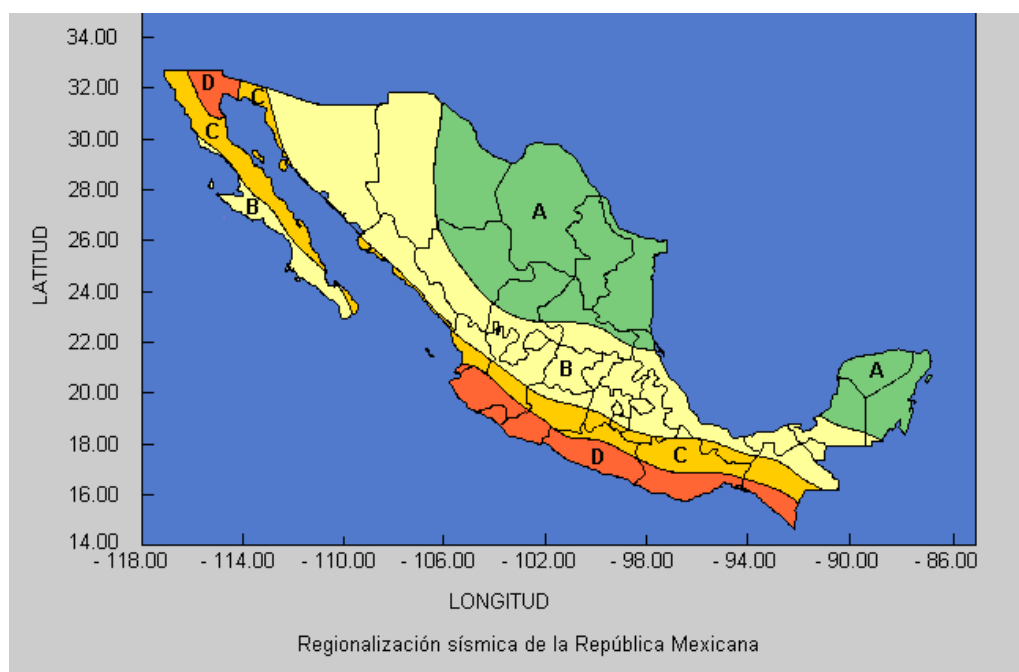 34.00
32.00
30.00
28.00
26.00
24.00
22.00
20.00
18.00
16.00
14.00
LATITUD
D
C
C
B
A
B
A
C
D
- 118.00 - 114.00 - 110.00 - 106.00 - 102.00 - 98.00 - 94.00 - 90.00 - 86.00
LONGITUD
Regionalización sísmica de la República Mexicana